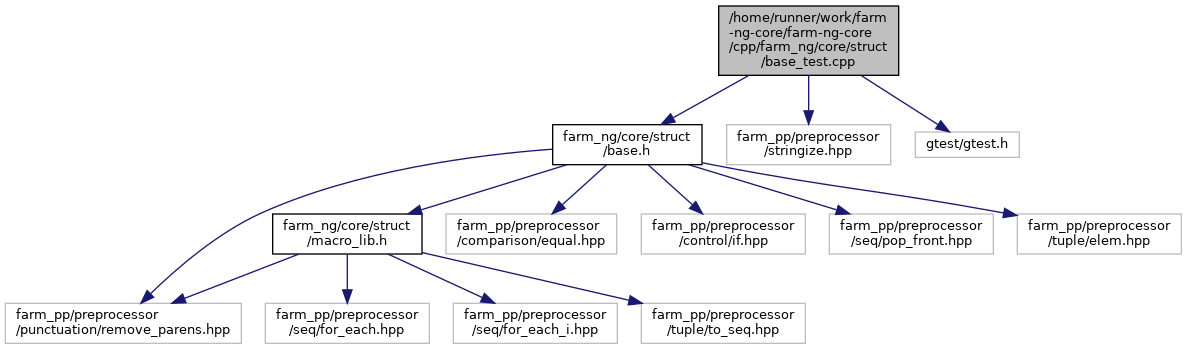 /home/runner/work/farm
-ng-core/farm-ng-core
/cpp/farm_ng/core/struct
/base_test.cpp
farm_ng/core/struct
/base.h
farm_pp/preprocessor
/stringize.hpp
gtest/gtest.h
farm_ng/core/struct
/macro_lib.h
farm_pp/preprocessor
/comparison/equal.hpp
farm_pp/preprocessor
/control/if.hpp
farm_pp/preprocessor
/seq/pop_front.hpp
farm_pp/preprocessor
/tuple/elem.hpp
farm_pp/preprocessor
/punctuation/remove_parens.hpp
farm_pp/preprocessor
/seq/for_each.hpp
farm_pp/preprocessor
/seq/for_each_i.hpp
farm_pp/preprocessor
/tuple/to_seq.hpp